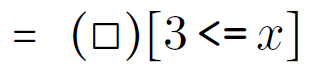 = (□)[3 <= x]